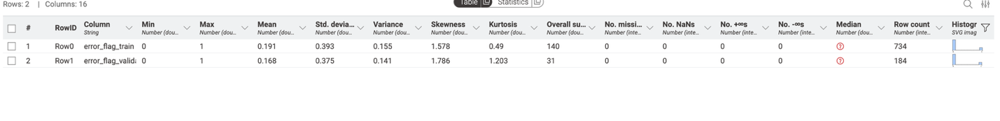 Rows: 2 | Columns: 16
Table Statistics
# RowID Column Min Max Mean Std. devia... Variance Skewness Kurtosis Overall su... No. missi... No. NaNs No. +∞s No. -∞s Median Row count Histogr
String Number (dou... Number (dou... Number (dou... Number (dou... Number (dou... Number (dou... Number (dou... Number (dou... Number (inte... Number (inte... Number (inte... Number (inte... Number (dou... Number (inte... SVG imag
1 Row0 error_flag_train 0 1 0.191 0.393 0.155 1.578 0.49 140 0 0 0 0 ? 734
2 Row1 error_flag_valid 0 1 0.168 0.375 0.141 1.786 1.203 31 0 0 0 0 ? 184